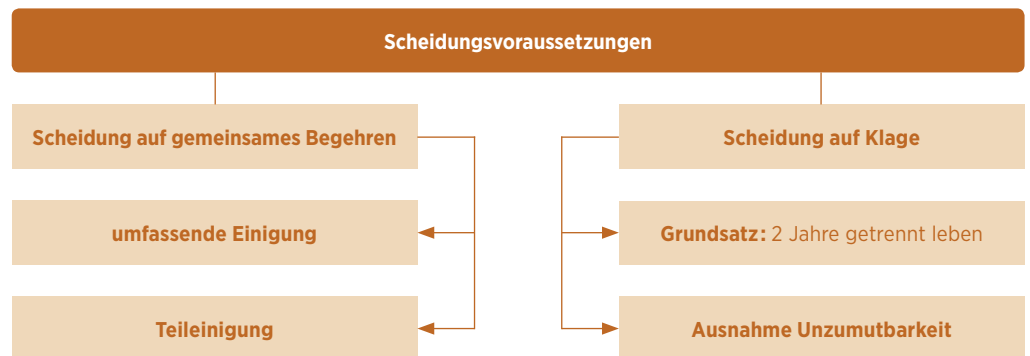 Scheidungsvoraussetzungen
Scheidung auf gemeinsames Begehren
umfassende Einigung
Teileinigung
Scheidung auf Klage
Grundsatz: 2 Jahre getrennt leben
Ausnahme Unzumutbarkeit